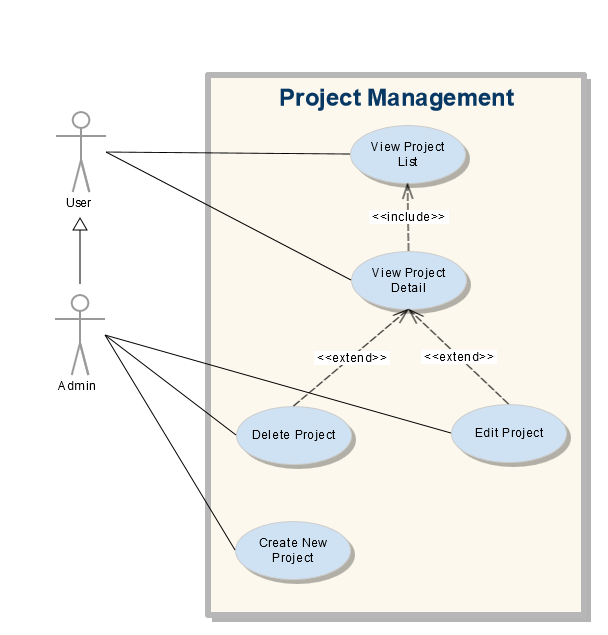 Project Management
View Project
List
User
<<include>>
View Project
Detail
<<extend>>
<<extend>>
Admin
Delete Project
Edit Project
Create New
Project